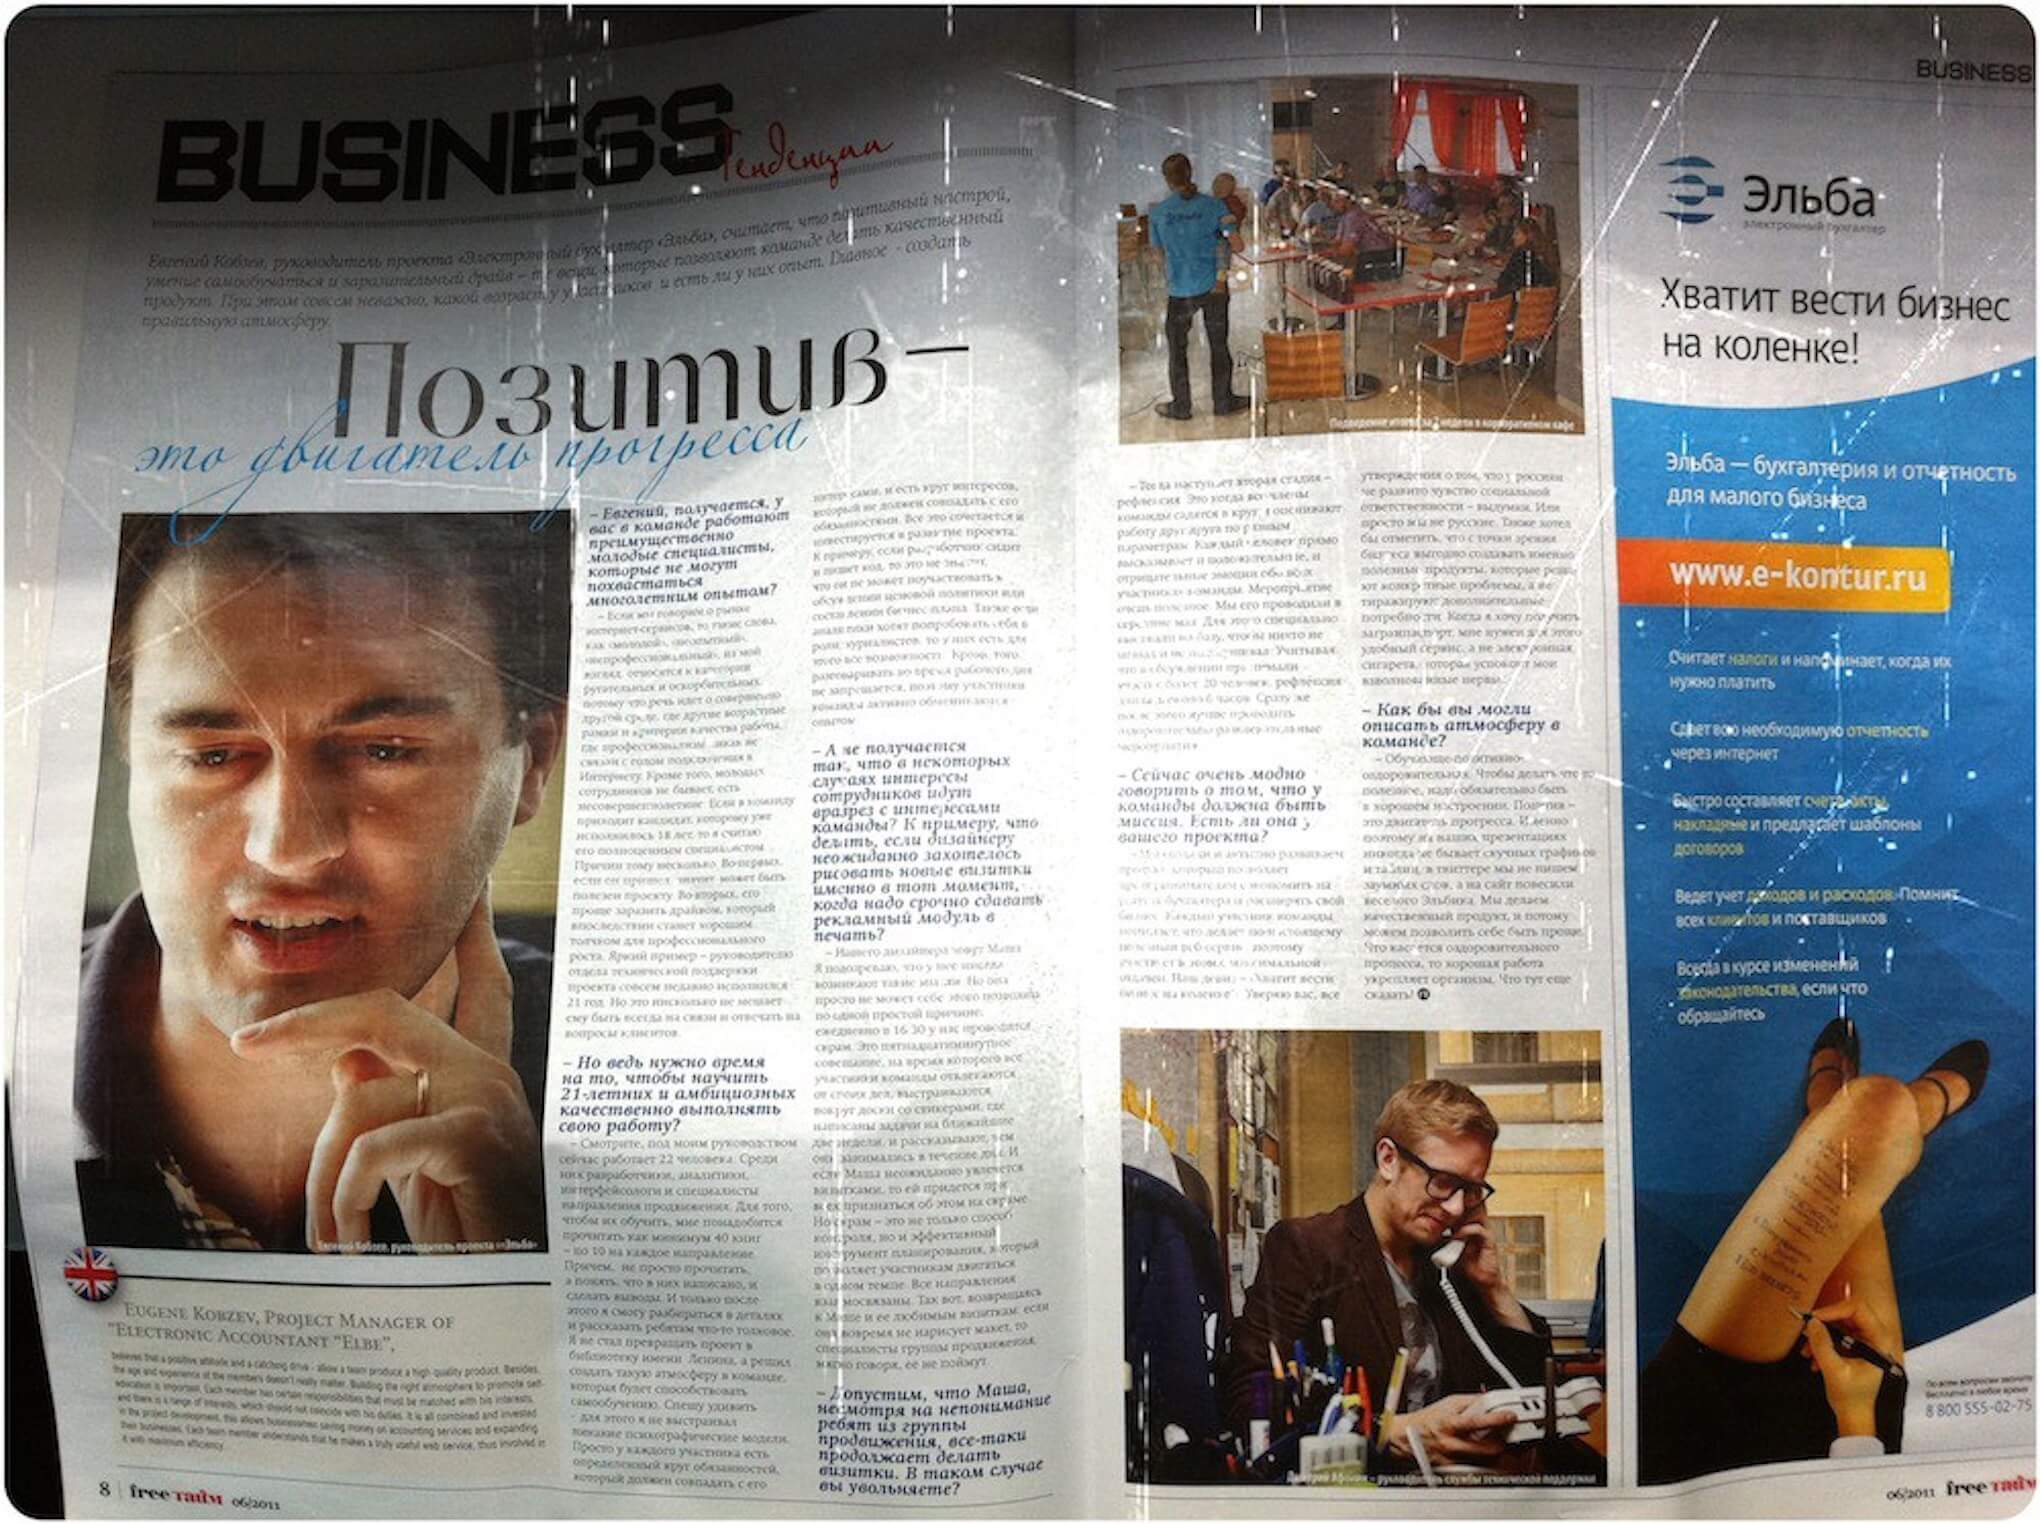 BUSINESS
Тенденции
Евгений Кобзев, руководитель проекта «Электронный бухгалтер «Эльба», считает, что позитивный настрой,
умение самообучаться и заразительный драйв – те вещи, которые позволяют команде делать качественный
продукт. При этом совсем неважно, какой возраст у участников и есть ли у них опыт. Главное - создать
правильную атмосферу.
Позитив –
это двигатель прогресса
Евгений Кобзев, руководитель проекта «Эльба»
EUGENE KOBZEV, PROJECT MANAGER OF
"ELECTRONIC ACCOUNTANT "ELBE",
believes that a positive attitude and a catching drive - allow a team produce a high quality product. Besides,
the age and experience of the members doesn't really matter. Building the right atmosphere to promote self-
education is important. Each member has certain responsibilities that must be matched with his interests,
and there is a range of interests, which should not coincide with his duties. It is all combined and invested
in the project development, this allows businessmen saving money on accounting services and expanding
their businesses. Each team member understands that he makes a truly useful web service, thus involved in
it with maximum efficiency.
8 | free тайм 06/2011
– Евгений, получается, у
вас в команде работают
преимущественно
молодые специалисты,
которые не могут
похвастаться
многолетним опытом?
– Если мы говорим о рынке
интернет-сервисов, то такие слова,
как «молодой», «неопытный»,
«непрофессиональный», на мой
взгляд, относятся к категории
ругательных и оскорбительных,
потому что речь идет о совершенно
другой среде, где другие возрастные
рамки и критерии качества работы,
где профессионализм никак не
связан с годом подключения к
Интернету. Кроме того, молодых
сотрудников не бывает, есть
несовершеннолетние. Если в команду
приходит кандидат, которому уже
исполнилось 18 лет, то я считаю
его полноценным специалистом.
Причин тому несколько. Во-первых,
если он пришел, значит может быть
полезен проекту. Во-вторых, его
проще заразить драйвом, который
впоследствии станет хорошим
толчком для профессионального
роста. Яркий пример – руководителю
отдела технической поддержки
проекта совсем недавно исполнился
21 год. Но это нисколько не мешает
ему быть всегда на связи и отвечать на
вопросы клиентов.
– Но ведь нужно время
на то, чтобы научить
21-летних и амбициозных
качественно выполнять
свою работу?
– Смотрите, под моим руководством
сейчас работает 22 человека. Среди
них разработчики, аналитики,
интерфейсологи и специалисты
направления продвижения. Для того,
чтобы их обучить, мне понадобится
прочитать как минимум 40 книг
– по 10 на каждое направление.
Причем, не просто прочитать,
а понять, что в них написано, и
сделать выводы. И только после
этого я смогу разбираться в деталях
и рассказать ребятам что-то толковое.
Я не стал превращать проект в
библиотеку имени Ленина, а решил
создать такую атмосферу в команде,
которая будет способствовать
самообучению. Спешу удивить
- для этого я не выстраивал
никакие психографические модели.
Просто у каждого участника есть
определенный круг обязанностей,
который должен совпадать с его
интересами, и есть круг интересов,
который не должен совпадать с его
обязанностями. Все это сочетается и
инвестируется в развитие проекта.
К примеру, если разработчик сидит
и пишет код, то это не значит,
что он не может поучаствовать в
обсуждении ценовой политики или
составлении бизнес-плана. Также если
аналитики хотят попробовать себя в
роли журналистов, то у них есть для
этого все возможности. Кроме того,
разговаривать во время рабочего дня
не запрещается, поэтому участники
команды активно обмениваются
опытом.
– А не получается
так, что в некоторых
случаях интересы
сотрудников идут
вразрез с интересами
команды? К примеру, что
делать, если дизайнеру
неожиданно захотелось
рисовать новые визитки
именно в тот момент,
когда надо срочно сдавать
рекламный модуль в
печать?
– Нашего дизайнера зовут Маша.
Я подозреваю, что у нее иногда
возникают такие мысли. Но она
просто не может себе этого позволить
по одной простой причине:
ежедневно в 16:30 у нас проводится
скрам. Это пятнадцатиминутное
совещание, на время которого все
участники команды отвлекаются
от своих дел, выстраиваются
вокруг доски со стикерами, где
написаны задачи на ближайшие
две недели, и рассказывают, чем
они занимались в течение дня. И
если Маша неожиданно увлечется
визитками, то ей придется при
всех признаться об этом на скраме.
Но скрам – это не только способ
контроля, но и эффективный
инструмент планирования, который
позволяет участникам двигаться
в одном темпе. Все направления
взаимосвязаны. Так вот, возвращаясь
к Маше и ее любимым визиткам: если
она вовремя не нарисует макет, то
специалисты группы продвижения,
мягко говоря, ее не поймут.
– Допустим, что Маша,
несмотря на непонимание
ребят из группы
продвижения, все-таки
продолжает делать
визитки. В таком случае
вы увольняете?
Подведение итогов за 2 недели в корпоративном кафе
– Тогда наступает вторая стадия –
рефлексия. Это когда все члены
команды садятся в круг и оценивают
работу друг друга по разным
параметрам. Каждый человек прямо
высказывает и положительные, и
отрицательные эмоции обо всех
участниках команды. Мероприятие
очень полезное. Мы его проводили в
середине мая. Для этого специально
выезжали на базу, чтобы никто не
мешал и не подслушивал. Учитывая,
что в обсуждении принимали
участие более 20 человек, рефлексия
длилась около 6 часов. Сразу же
после этого лучше проводить
оздоровительно-развлекательные
мероприятия.
– Сейчас очень модно
говорить о том, что у
команды должна быть
миссия. Есть ли она у
вашего проекта?
– Мы создали и активно развиваем
проект, который позволяет
предпринимателям экономить на
услугах бухгалтера и расширять свой
бизнес. Каждый участник команды
понимает, что делает по-настоящему
полезный веб-сервис, поэтому
участвует в этом с максимальной
отдачей. Наш девиз – «Хватит вести
бизнес на коленке!». Уверяю вас, все
утверждения о том, что у россиян
не развито чувство социальной
ответственности – выдумки. Или
просто мы не русские. Также хотел
бы отметить, что с точки зрения
бизнеса выгодно создавать именно
полезные продукты, которые реша-
ют конкретные проблемы, а не
тиражируют дополнительные
потребности. Когда я хочу получить
загранпаспорт, мне нужен для этого
удобный сервис, а не электронная
сигарета, которая успокоит мои
взволнованные нервы.
– Как бы вы могли
описать атмосферу в
команде?
– Обучающе-позитивно-
оздоровительная. Чтобы делать что-то
полезное, надо обязательно быть
в хорошем настроении. Позитив –
это двигатель прогресса. Именно
поэтому на наших презентациях
никогда не бывает скучных графиков
и таблиц, в твиттере мы не пишем
заумных слов, а на сайт повесили
веселого Эльбика. Мы делаем
качественный продукт, и потому
можем позволить себе быть проще.
Что касается оздоровительного
процесса, то хорошая работа
укрепляет организм. Что тут еще
сказать!
Дмитрий Афонин – руководитель службы технической поддержки
BUSINESS
Эльба
электронный бухгалтер
Хватит вести бизнес
на коленке!
Эльба — бухгалтерия и отчетность
для малого бизнеса
www.e-kontur.ru
Считает налоги и напоминает, когда их
нужно платить
Сдает всю необходимую отчетность
через интернет
Быстро составляет счета, акты,
накладные и предлагает шаблоны
договоров
Ведет учет доходов и расходов. Помнит
всех клиентов и поставщиков
Всегда в курсе изменений
законодательства, если что
обращайтесь
По всем вопросам звоните
бесплатно в любое время
8 800 555-02-75
06/2011 free тайм